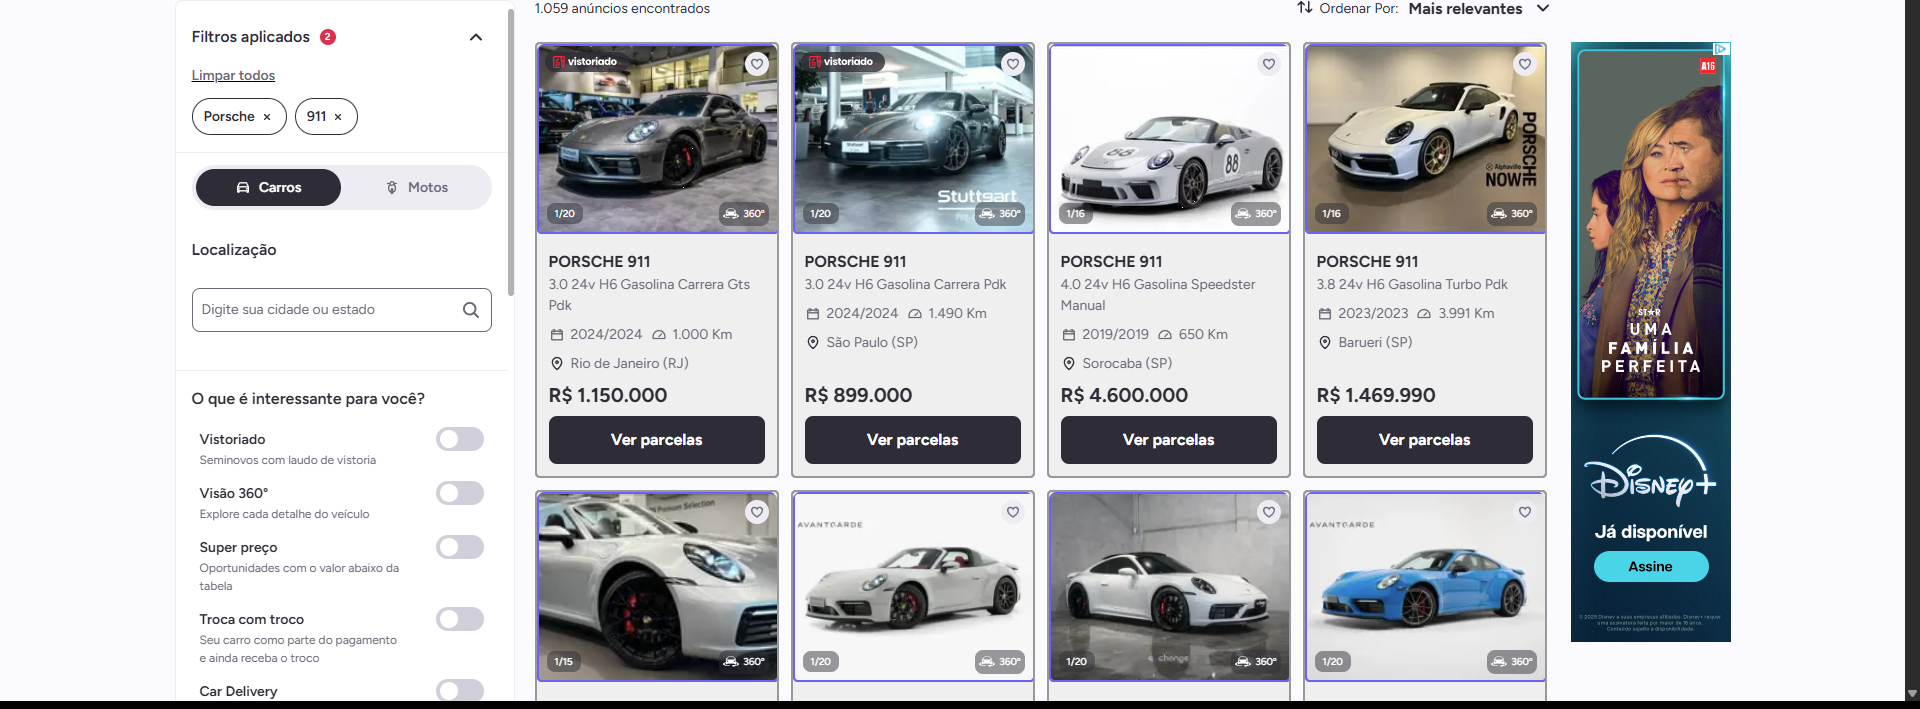 1.059 anúncios encontrados
Ordenar Por: Mais relevantes
Filtros aplicados 2
Limpar todos
Porsche ×
911 ×
Carros
Motos
Localização
Digite sua cidade ou estado
O que é interessante para você?
Vistoriado
Seminovos com laudo de vistoria
Visão 360°
Explore cada detalhe do veículo
Super preço
Oportunidades com o valor abaixo da
tabela
Troca com troco
Seu carro como parte do pagamento
e ainda receba o troco
Car Delivery
vistoriado
1/20
360°
PORSCHE 911
3.0 24v H6 Gasolina Carrera Gts
Pdk
2024/2024
1.000 Km
Rio de Janeiro (RJ)
R$ 1.150.000
Ver parcelas
vistoriado
Stuttgart
1/20
360°
PORSCHE 911
3.0 24v H6 Gasolina Carrera Pdk
2024/2024
1.490 Km
São Paulo (SP)
R$ 899.000
Ver parcelas
88
88
1/16
360°
PORSCHE 911
4.0 24v H6 Gasolina Speedster
Manual
2019/2019
650 Km
Sorocaba (SP)
R$ 4.600.000
Ver parcelas
PORSCHE
Alphaville
NOW
1/16
360°
PORSCHE 911
3.8 24v H6 Gasolina Turbo Pdk
2023/2023
3.991 Km
Barueri (SP)
R$ 1.469.990
Ver parcelas
Premium Selection
1/15
360°
AVANTGARDE
1/20
360°
change
1/20
360°
AVANTGARDE
1/20
360°
A16
STAR
UMA
FAMÍLIA
PERFEITA
Disney+
Já disponível
Assine